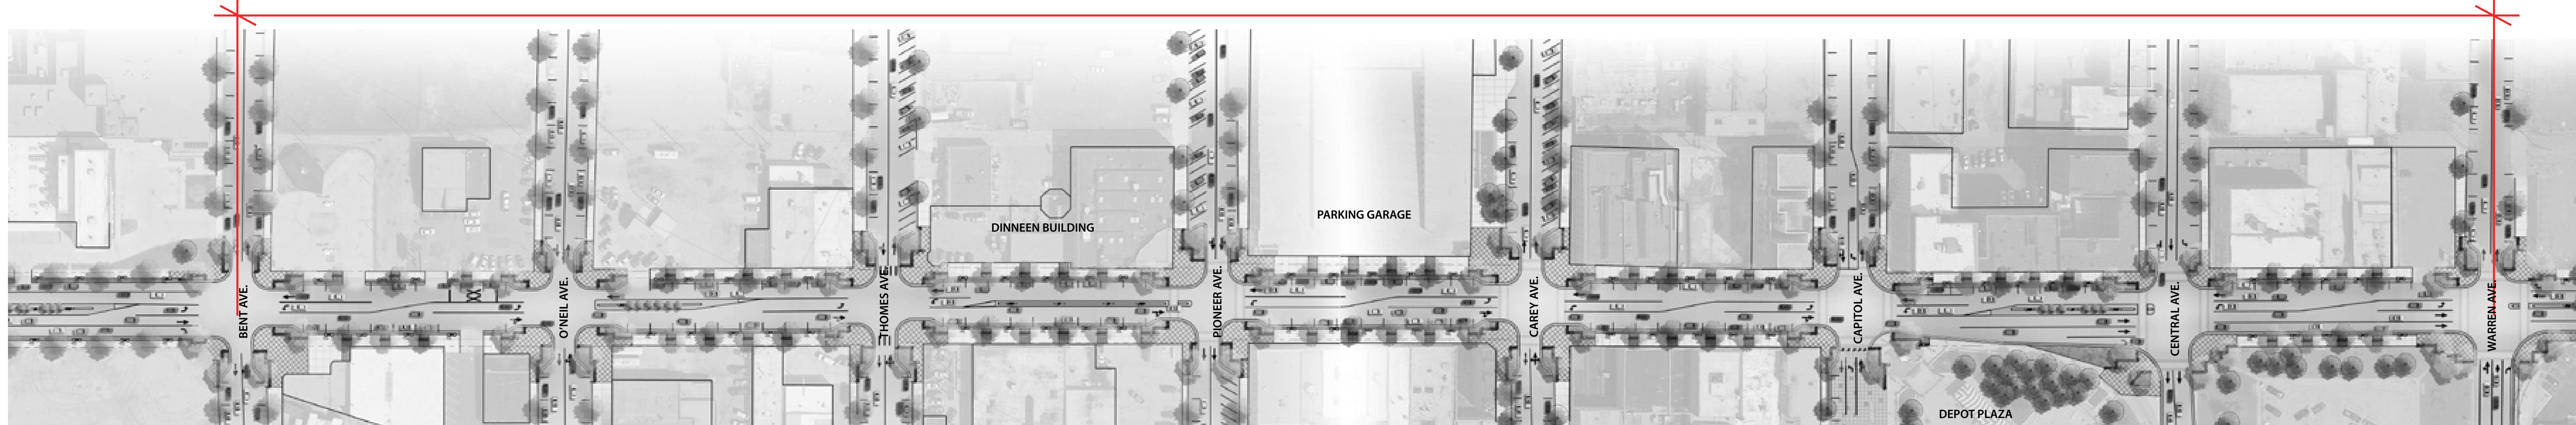 BENT AVE.
O'NEIL AVE.
THOMES AVE.
DINNEEN BUILDING
PIONEER AVE.
PARKING GARAGE
CAREY AVE.
CAPITOL AVE.
DEPOT PLAZA
CENTRAL AVE.
WARREN AVE.